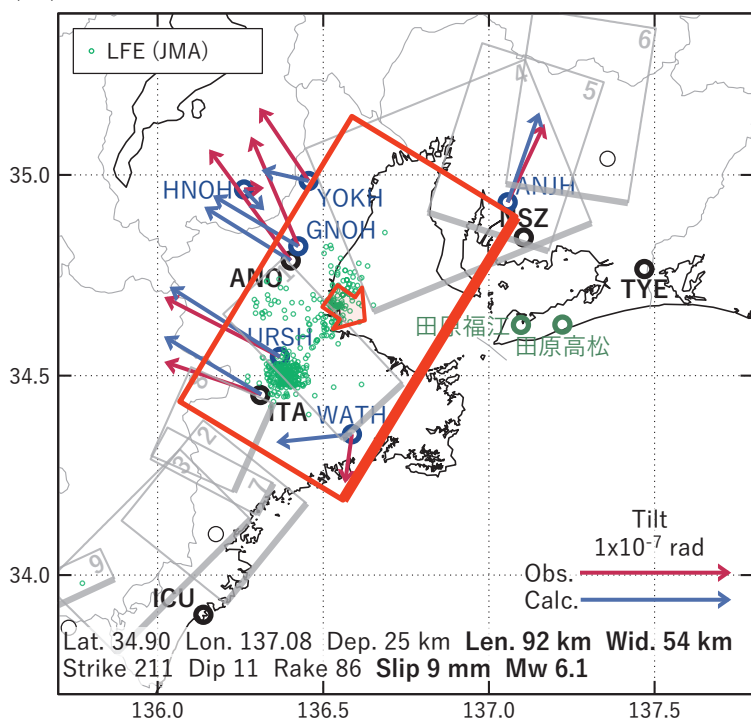 LFE (JMA)
6
4
5
35.0
HNOH
YOKH
ANJH
GNOH
NSZ
ANO
1
TYE
URSH
田原福江
田原高松
34.5
8
ITA
WATH
2
3
7
Tilt
1x10⁻⁷ rad
Obs.
34.0
Calc.
9
ICU
Lat. 34.90 Lon. 137.08 Dep. 25 km Len. 92 km Wid. 54 km
Strike 211 Dip 11 Rake 86 Slip 9 mm Mw 6.1
136.0 136.5 137.0 137.5